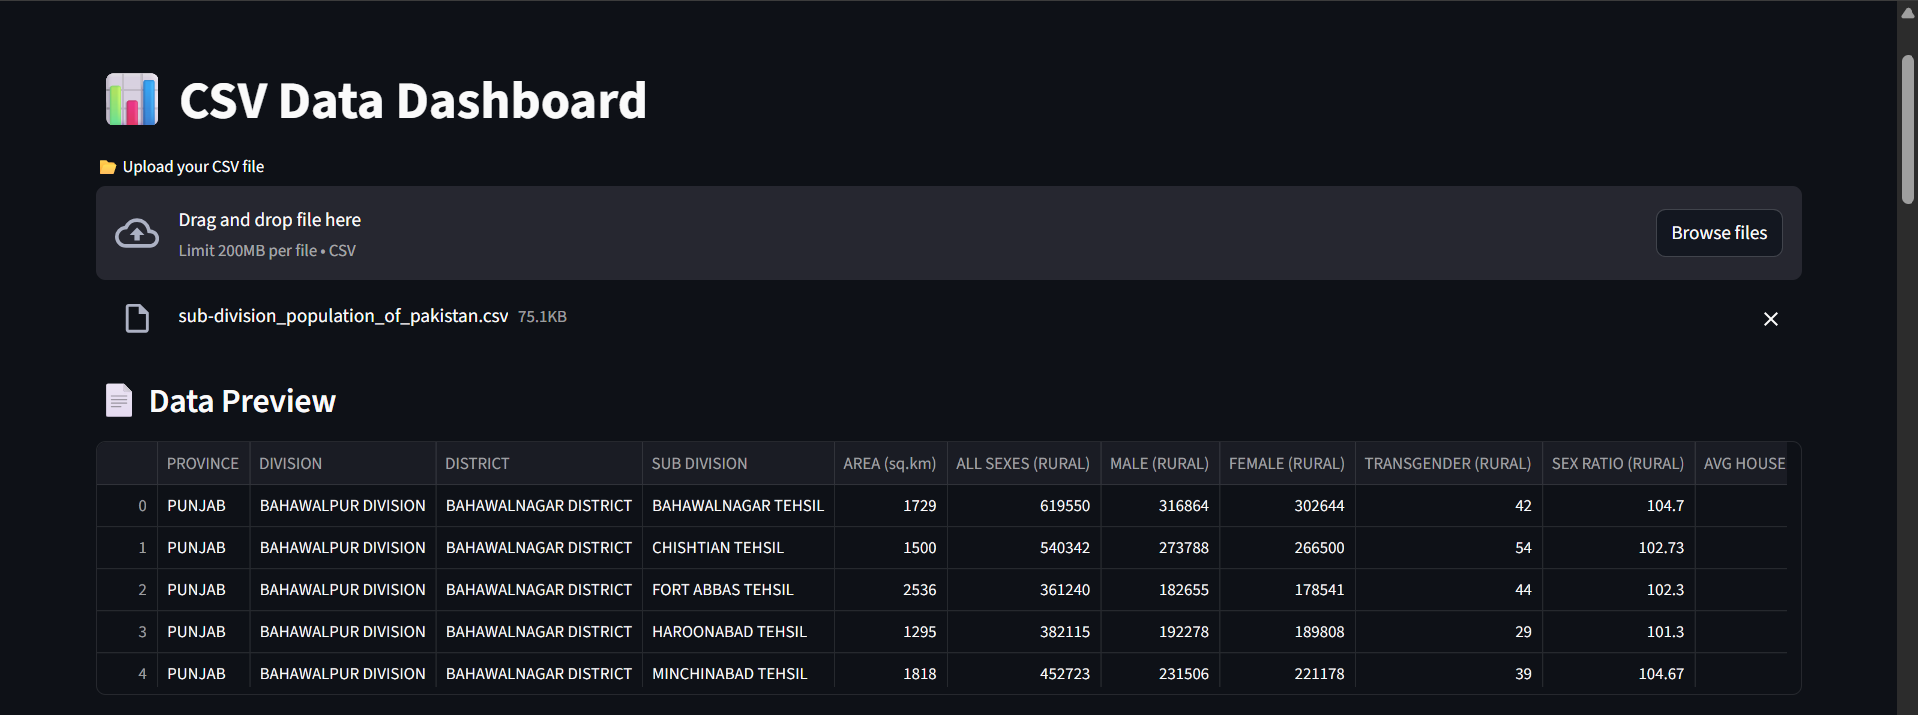 CSV Data Dashboard
Upload your CSV file
Drag and drop file here
Limit 200MB per file • CSV
Browse files
sub-division_population_of_pakistan.csv 75.1KB
Data Preview
PROVINCE DIVISION DISTRICT SUB DIVISION AREA (sq.km) ALL SEXES (RURAL) MALE (RURAL) FEMALE (RURAL) TRANSGENDER (RURAL) SEX RATIO (RURAL) AVG HOUSE
0 PUNJAB BAHAWALPUR DIVISION BAHAWALNAGAR DISTRICT BAHAWALNAGAR TEHSIL 1729 619550 316864 302644 42 104.7
1 PUNJAB BAHAWALPUR DIVISION BAHAWALNAGAR DISTRICT CHISHTIAN TEHSIL 1500 540342 273788 266500 54 102.73
2 PUNJAB BAHAWALPUR DIVISION BAHAWALNAGAR DISTRICT FORT ABBAS TEHSIL 2536 361240 182655 178541 44 102.3
3 PUNJAB BAHAWALPUR DIVISION BAHAWALNAGAR DISTRICT HAROONABAD TEHSIL 1295 382115 192278 189808 29 101.3
4 PUNJAB BAHAWALPUR DIVISION BAHAWALNAGAR DISTRICT MINCHINABAD TEHSIL 1818 452723 231506 221178 39 104.67